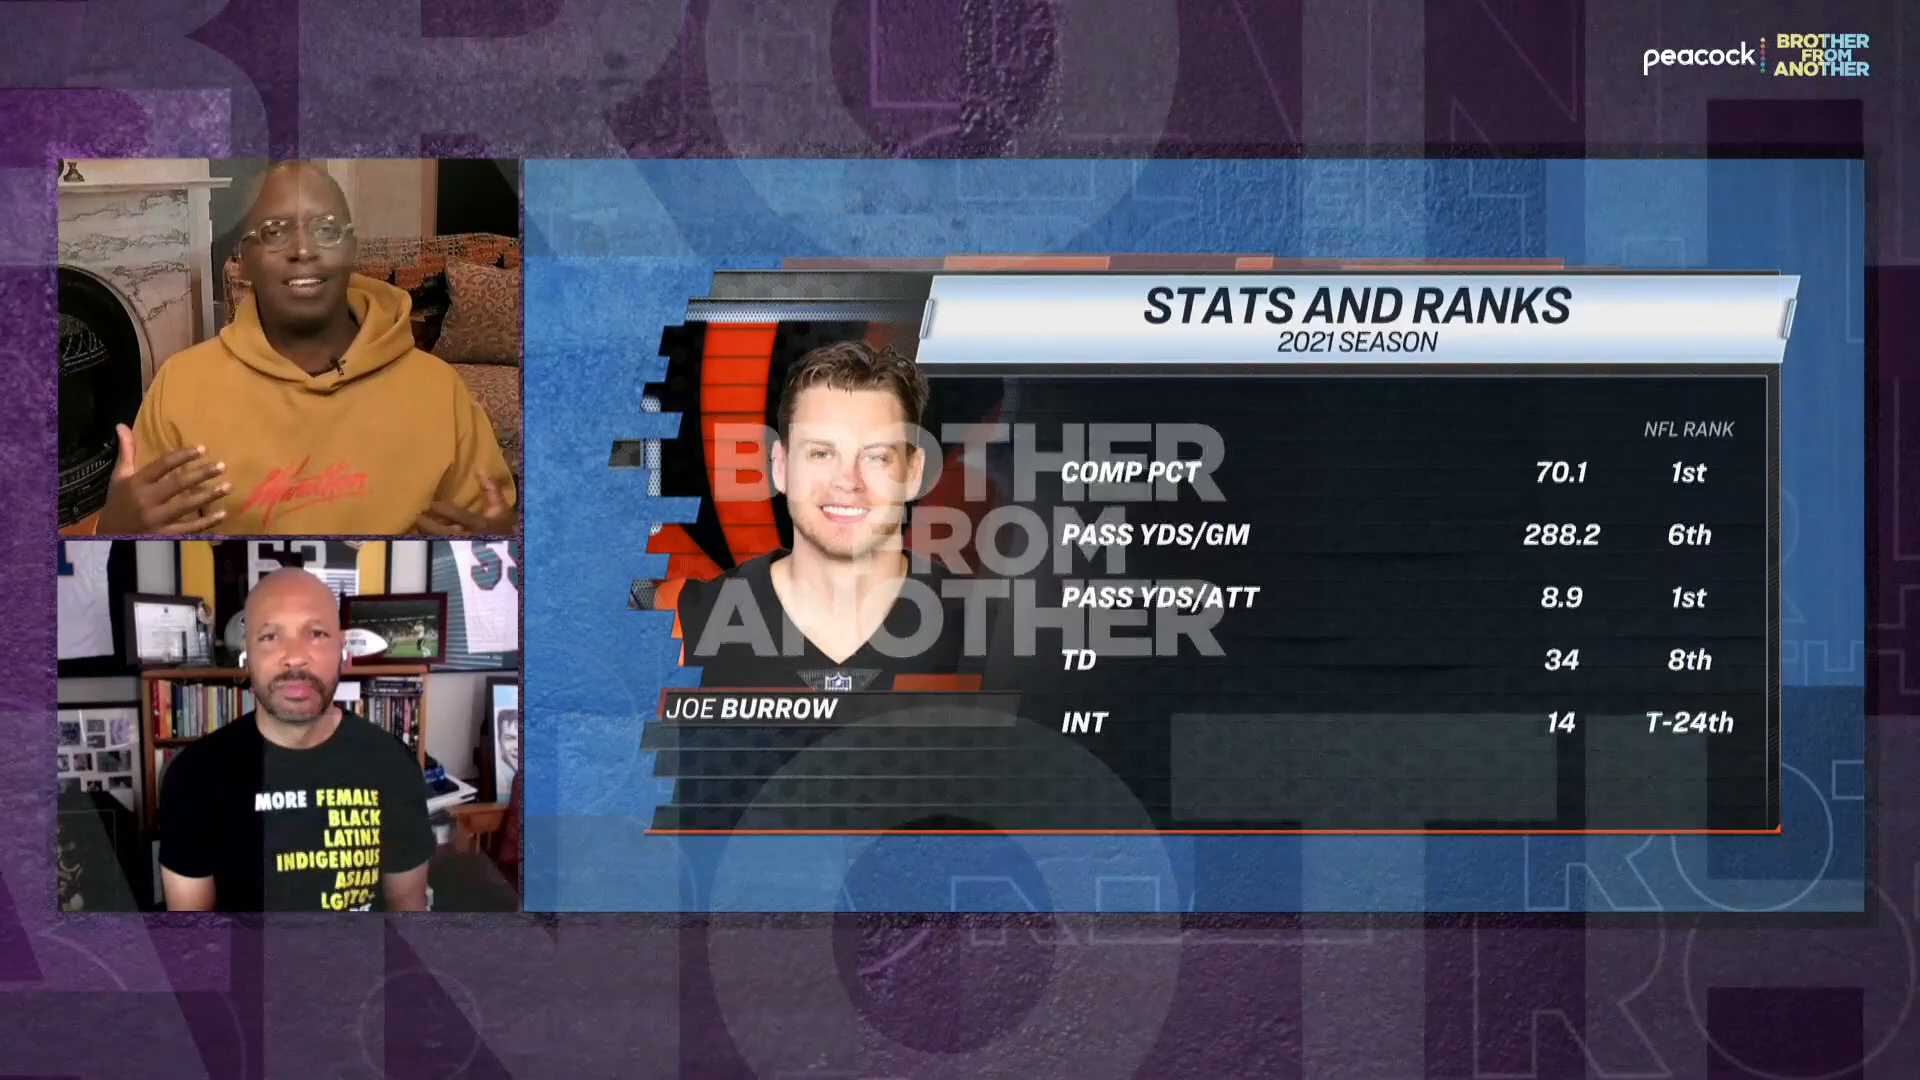 peacock
BROTHER
FROM
ANOTHER
STATS AND RANKS
2021 SEASON
NFL RANK
COMP PCT 70.1 1st
PASS YDS/GM 288.2 6th
PASS YDS/ATT 8.9 1st
TD 34 8th
INT 14 T-24th
JOE BURROW
BROTHER
FROM
ANOTHER
MORE FEMALE
BLACK
LATINX
INDIGENOUS
ASIAN